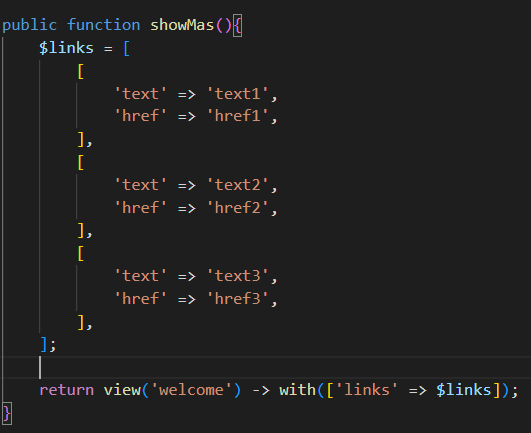 public function showMas(){
$links = [
[
'text' => 'text1',
'href' => 'href1',
],
[
'text' => 'text2',
'href' => 'href2',
],
[
'text' => 'text3',
'href' => 'href3',
],
];
return view('welcome') -> with(['links' => $links]);
}